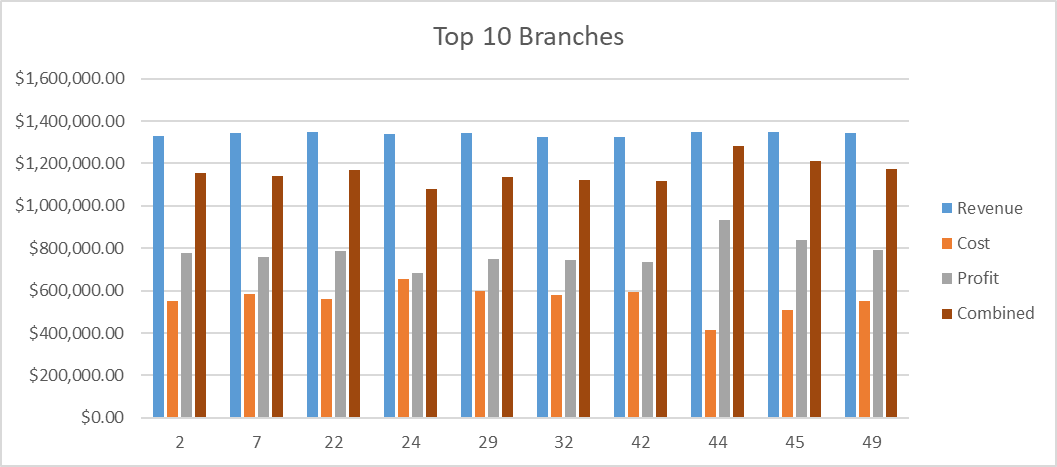 Top 10 Branches
$1,600,000.00
$1,400,000.00
$1,200,000.00
$1,000,000.00
$800,000.00
$600,000.00
$400,000.00
$200,000.00
$0.00
2 7 22 24 29 32 42 44 45 49
Revenue
Cost
Profit
Combined